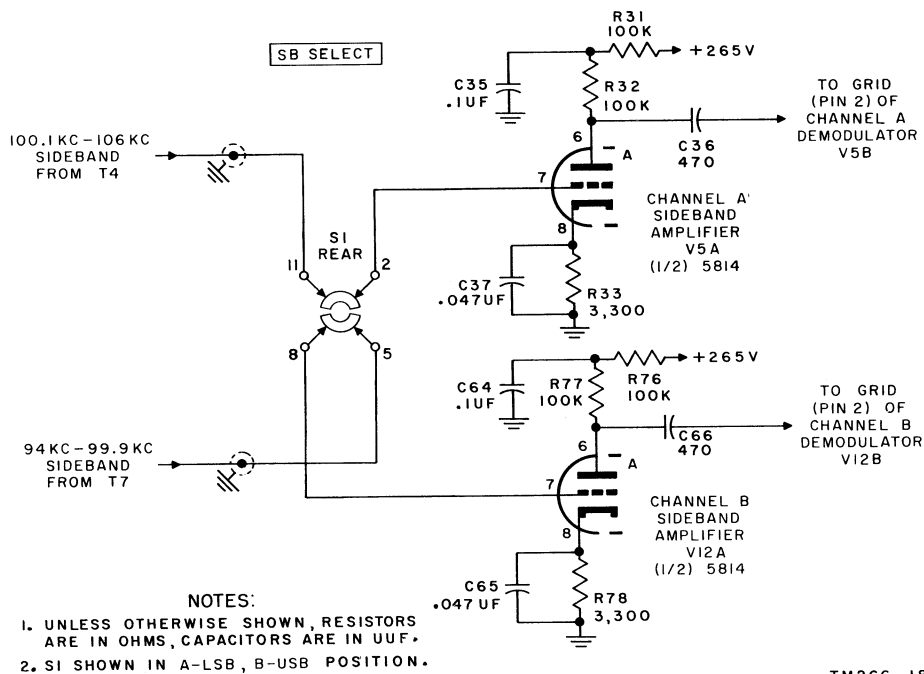 SB SELECT
R31
100K
+265V
C35
.1UF
R32
100K
TO GRID
(PIN 2) OF
CHANNEL A
DEMODULATOR
V5B
C36
470
6
A
7
8
CHANNEL A
SIDEBAND
AMPLIFIER
V5A
(1/2) 5814
100.1KC-106KC
SIDEBAND
FROM T4
S1
REAR
11
2
8
5
C37
.047UF
R33
3,300
+265V
C64
.1UF
R77
100K
R76
100K
TO GRID
(PIN 2) OF
CHANNEL B
DEMODULATOR
V12B
C66
470
6
A
7
8
CHANNEL B
SIDEBAND
AMPLIFIER
V12A
(1/2) 5814
94KC-99.9KC
SIDEBAND
FROM T7
C65
.047UF
R78
3,300
NOTES:
1. UNLESS OTHERWISE SHOWN, RESISTORS
ARE IN OHMS, CAPACITORS ARE IN UUF.
2. S1 SHOWN IN A-LSB, B-USB POSITION.